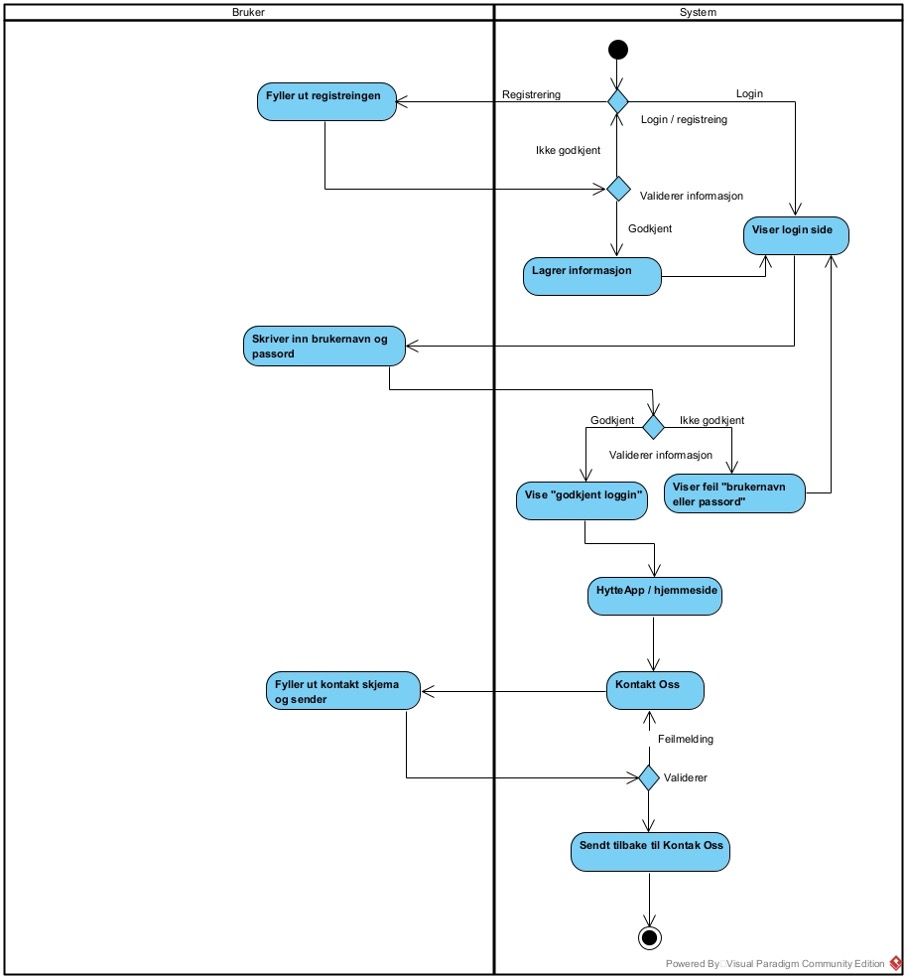 Bruker
System
Registrering
Login
Fyller ut registreingen
Login / registreing
Ikke godkjent
Validerer informasjon
Godkjent
Viser login side
Lagrer informasjon
Skriver inn brukernavn og
passord
Godkjent
Ikke godkjent
Validerer informasjon
Vise "godkjent loggin"
Viser feil "brukernavn
eller passord"
HytteApp / hjemmeside
Fyller ut kontakt skjema
og sender
Kontakt Oss
Feilmelding
Validerer
Sendt tilbake til Kontak Oss
Powered By Visual Paradigm Community Edition